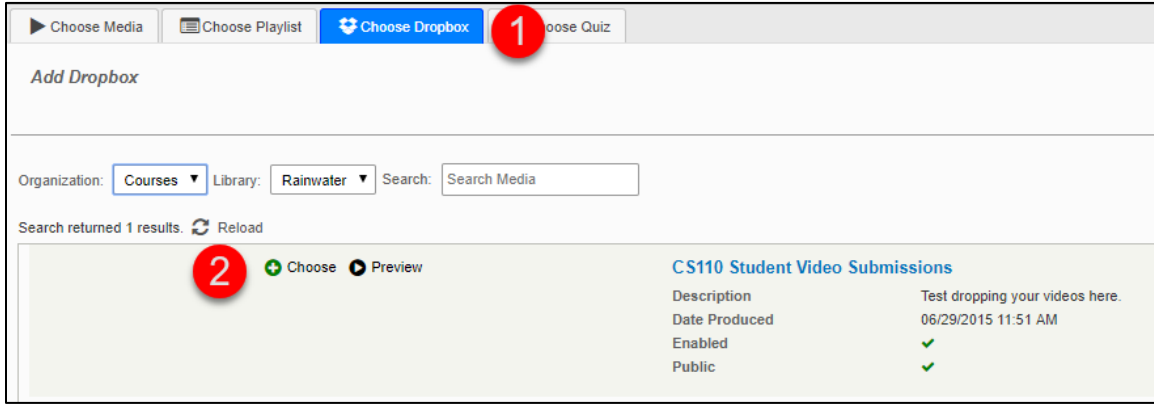 Choose Media Choose Playlist Choose Dropbox 1 oose Quiz
Add Dropbox
Organization: Courses Library: Rainwater Search: Search Media
Search returned 1 results. Reload
2 Choose Preview CS110 Student Video Submissions
Description Test dropping your videos here.
Date Produced 06/29/2015 11:51 AM
Enabled
Public